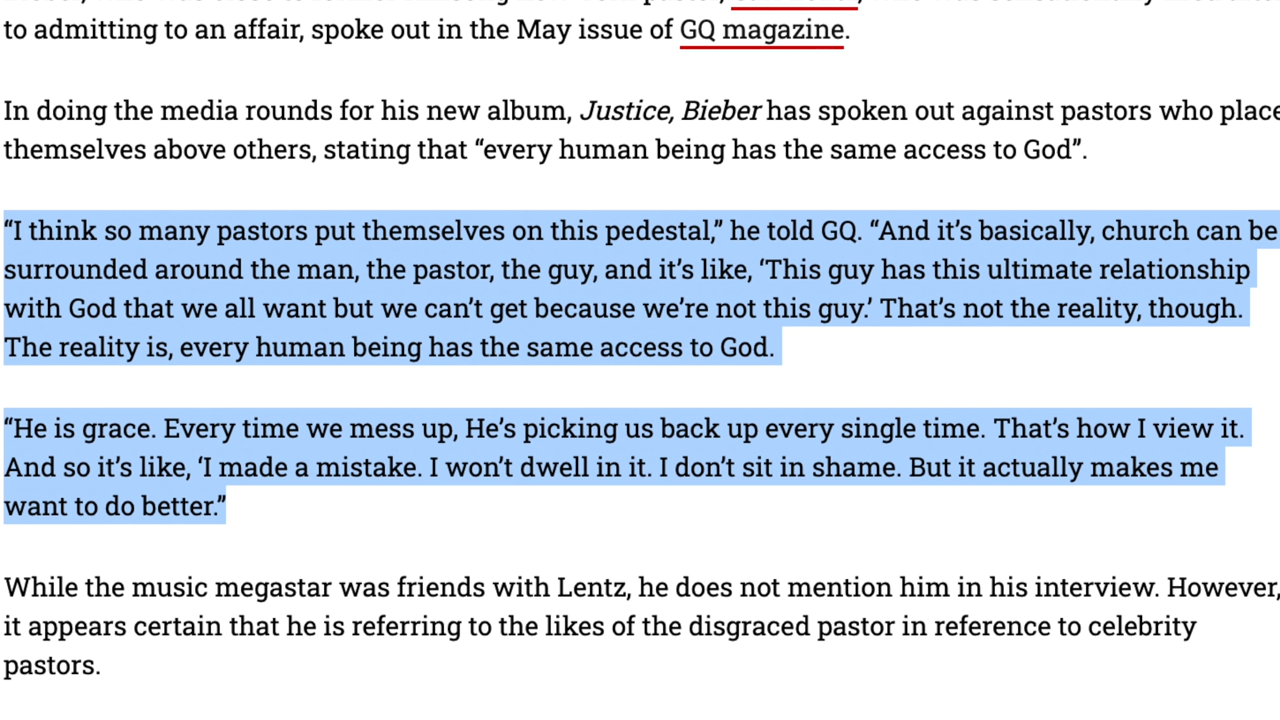 to admitting to an affair, spoke out in the May issue of GQ magazine.
In doing the media rounds for his new album, Justice, Bieber has spoken out against pastors who place
themselves above others, stating that “every human being has the same access to God”.
“I think so many pastors put themselves on this pedestal,” he told GQ. “And it’s basically, church can be
surrounded around the man, the pastor, the guy, and it’s like, ‘This guy has this ultimate relationship
with God that we all want but we can’t get because we’re not this guy.’ That’s not the reality, though.
The reality is, every human being has the same access to God.
“He is grace. Every time we mess up, He’s picking us back up every single time. That’s how I view it.
And so it’s like, ‘I made a mistake. I won’t dwell in it. I don’t sit in shame. But it actually makes me
want to do better.”
While the music megastar was friends with Lentz, he does not mention him in his interview. However,
it appears certain that he is referring to the likes of the disgraced pastor in reference to celebrity
pastors.